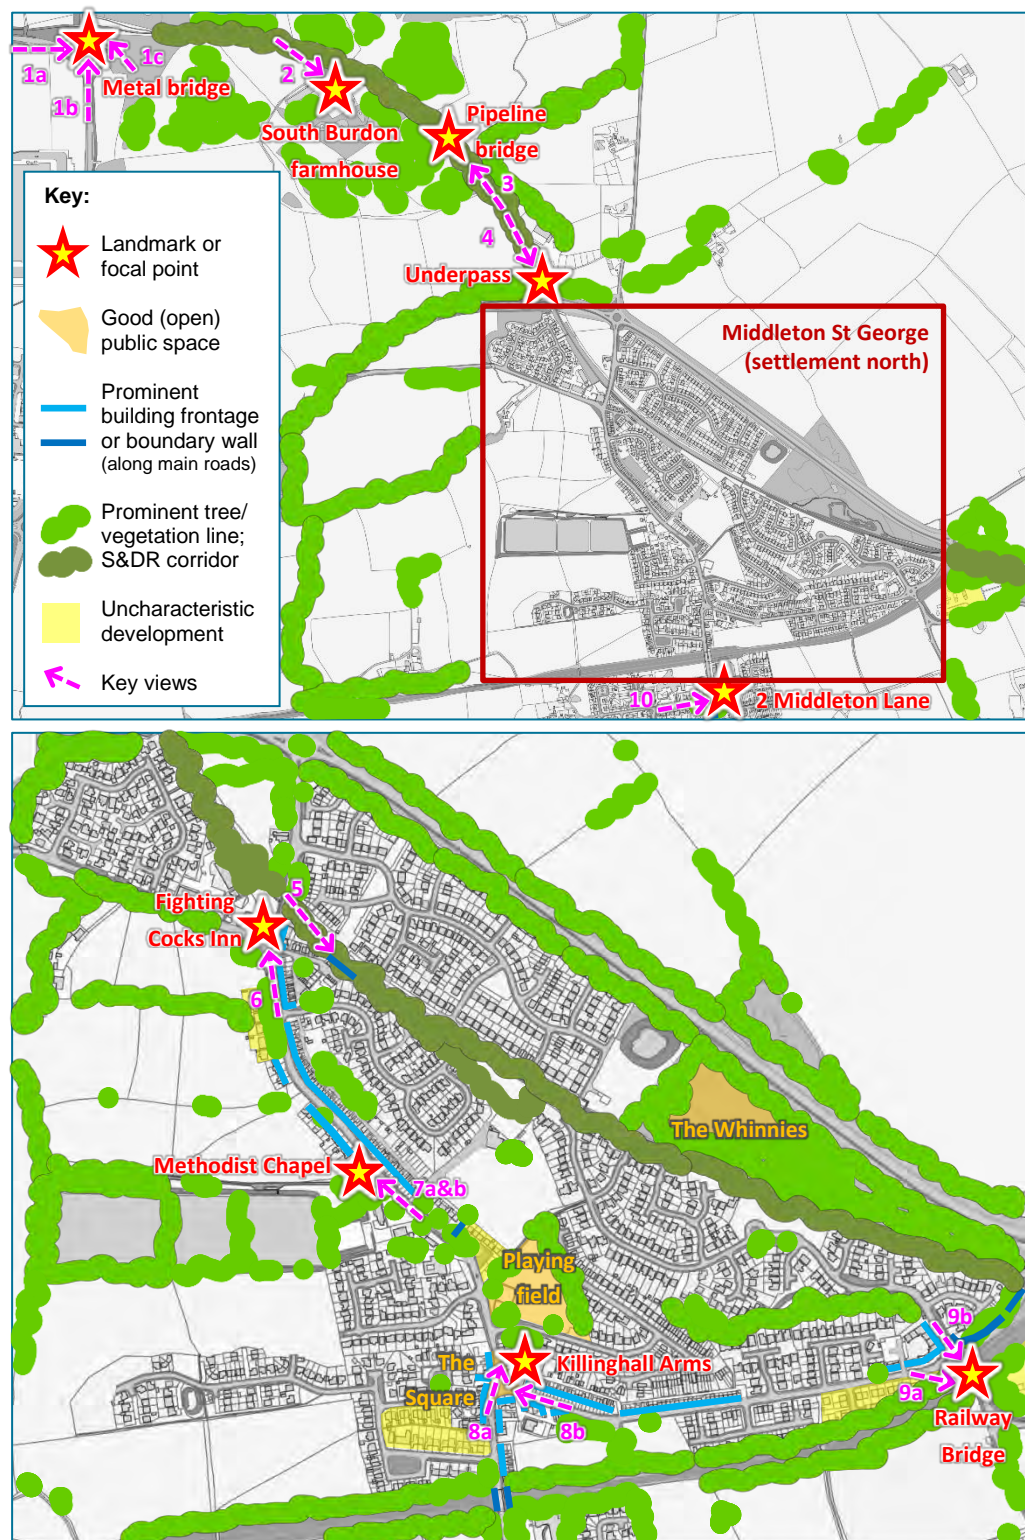 1a
1b
1c
Metal bridge
2
South Burdon
farmhouse
Pipeline
bridge
3
4
Underpass
Key:
Landmark or
focal point
Good (open)
public space
Prominent
building frontage
or boundary wall
(along main roads)
Prominent tree/
vegetation line;
S&DR corridor
Uncharacteristic
development
Key views
Middleton St George
(settlement north)
10
2 Middleton Lane
Fighting
Cocks Inn
5
6
The Whinnies
Methodist Chapel
7a&b
Playing
field
The
Square
Killinghall Arms
8a
8b
9b
9a
Railway
Bridge